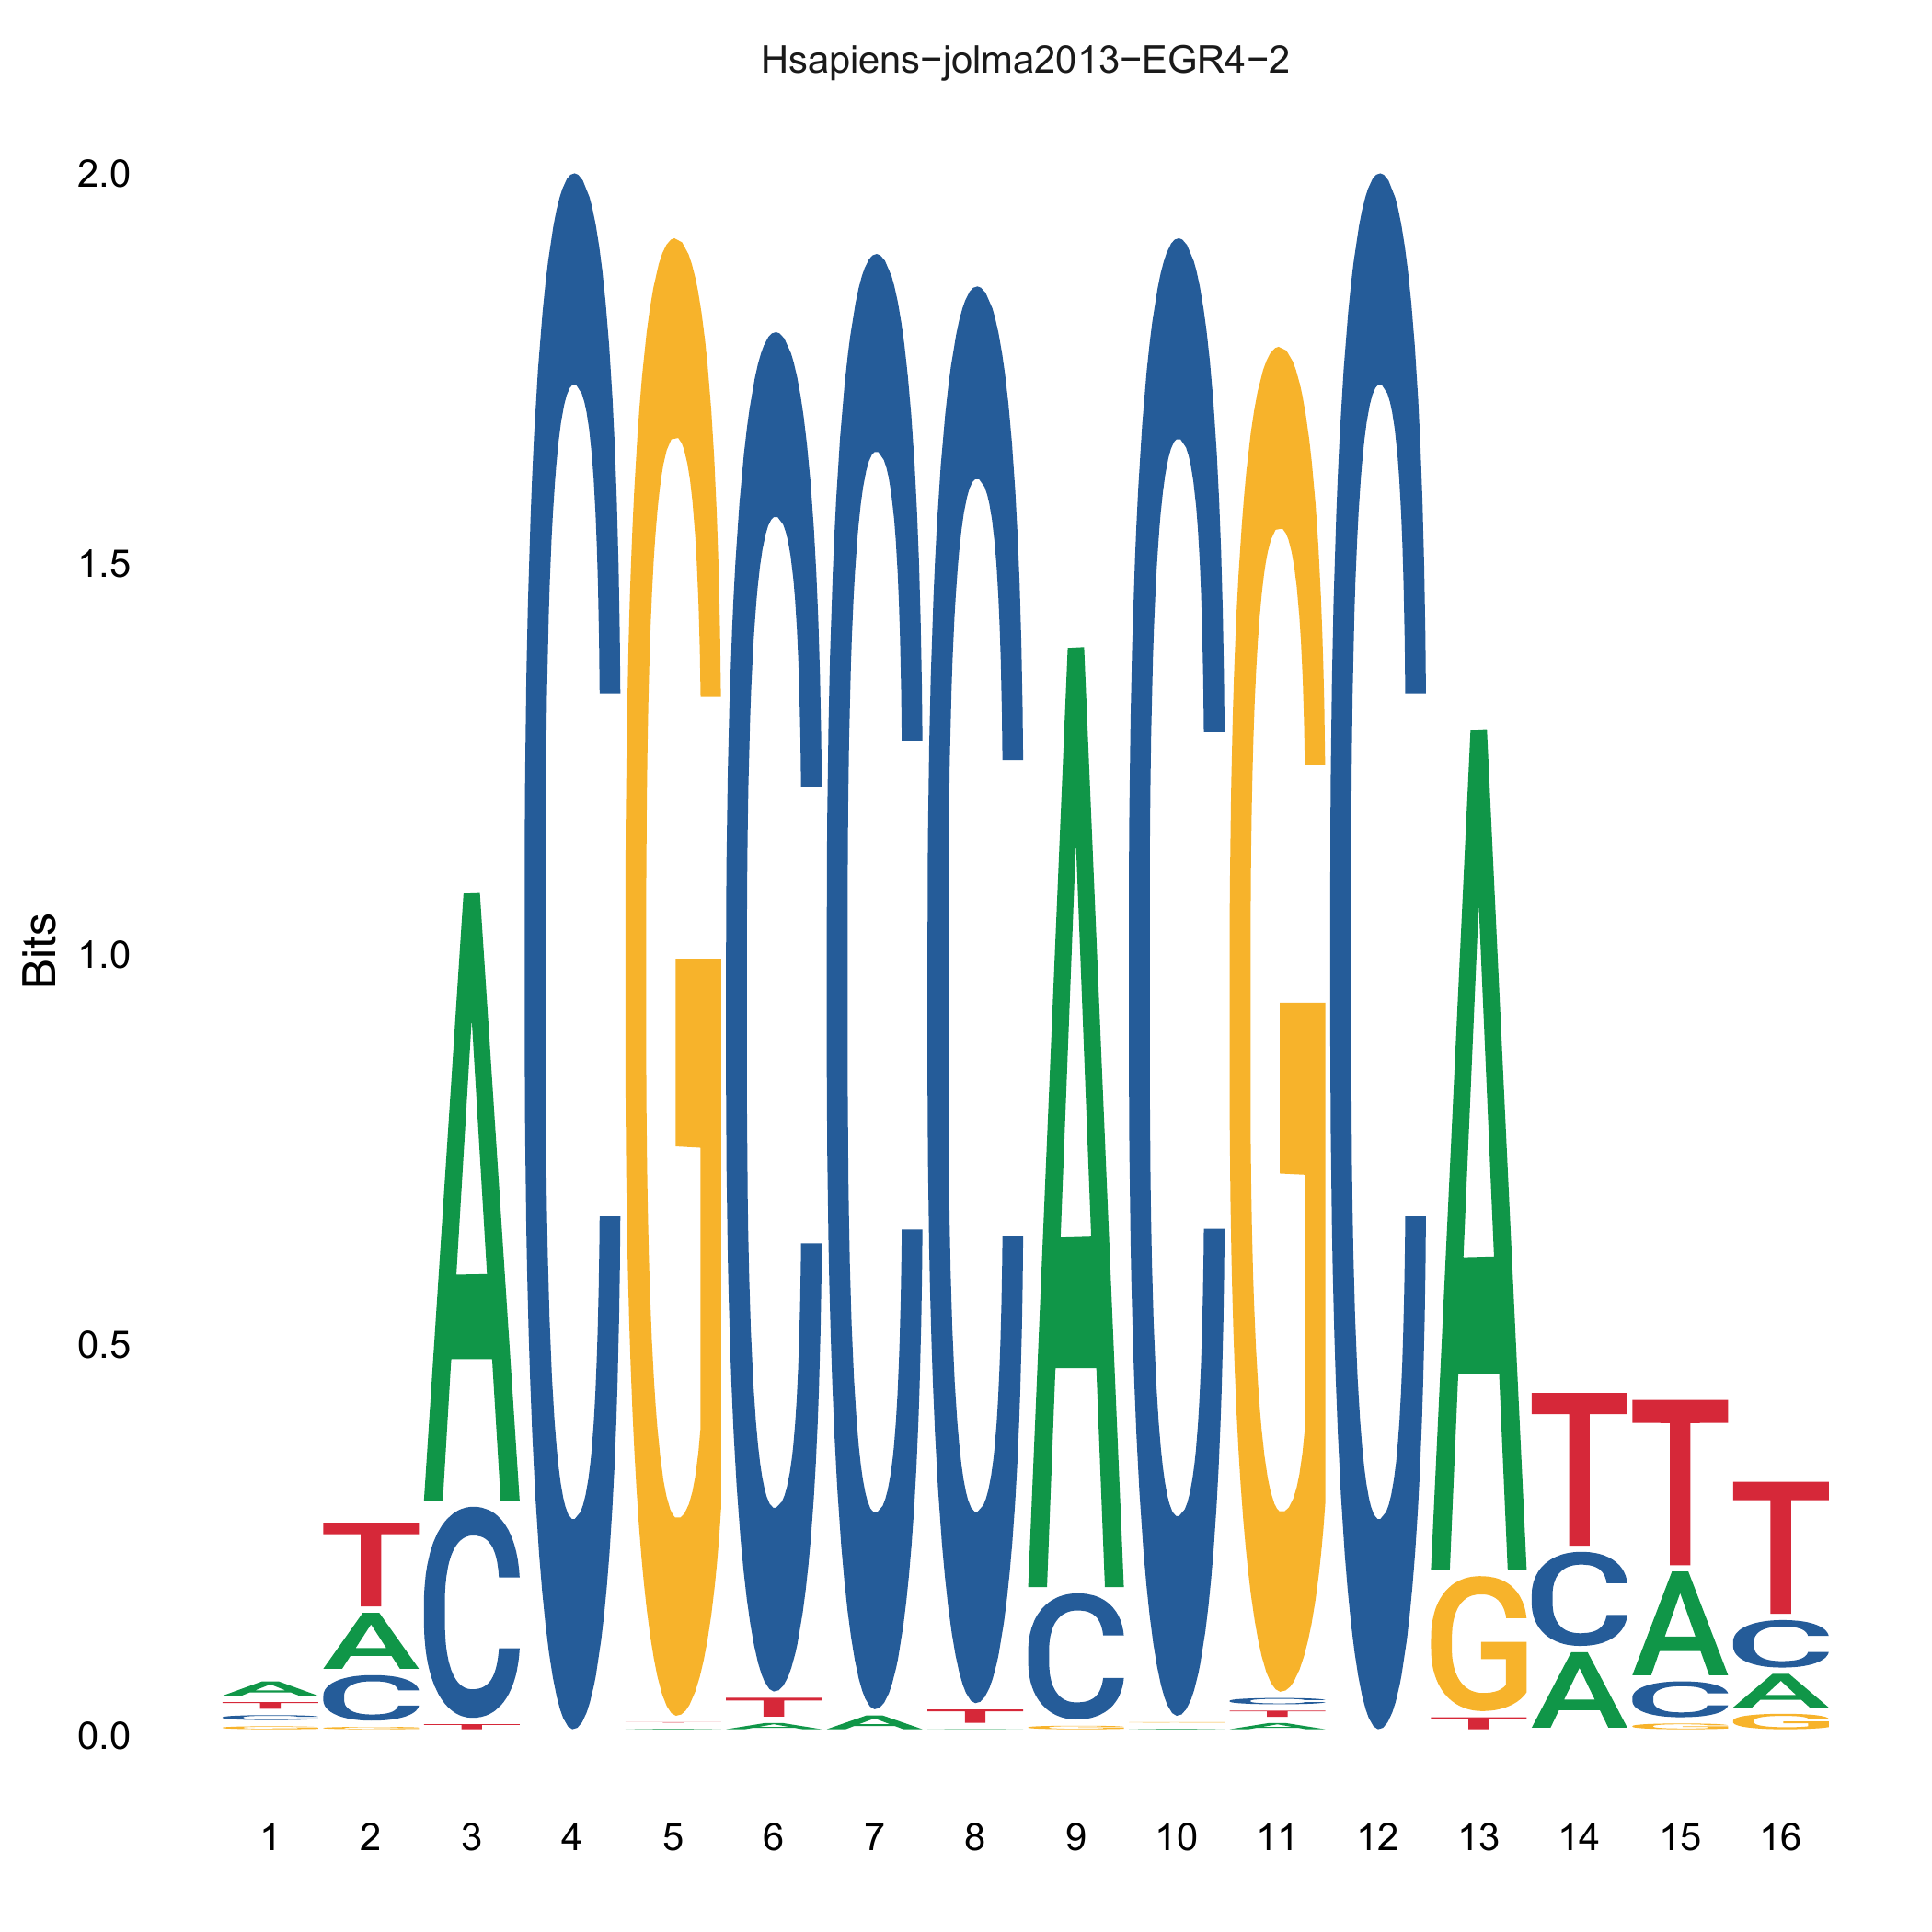 Hsapiens−jolma2013−EGR4−2
2.0
1.5
1.0
0.5
0.0
Bits
A T C G
T A C G
A C T
C
G
C T A
C A
C T
A C G
C
G C T A
C
A G T
T C A
T A C G
T C A G
1 2 3 4 5 6 7 8 9 10 11 12 13 14 15 16